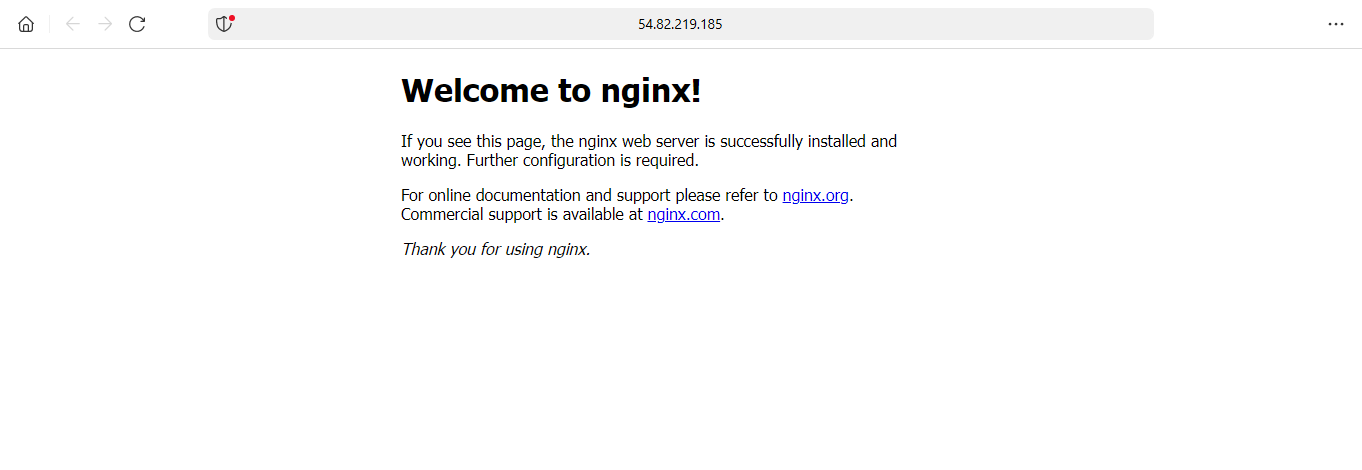 54.82.219.185
Welcome to nginx!
If you see this page, the nginx web server is successfully installed and
working. Further configuration is required.
For online documentation and support please refer to nginx.org.
Commercial support is available at nginx.com.
Thank you for using nginx.